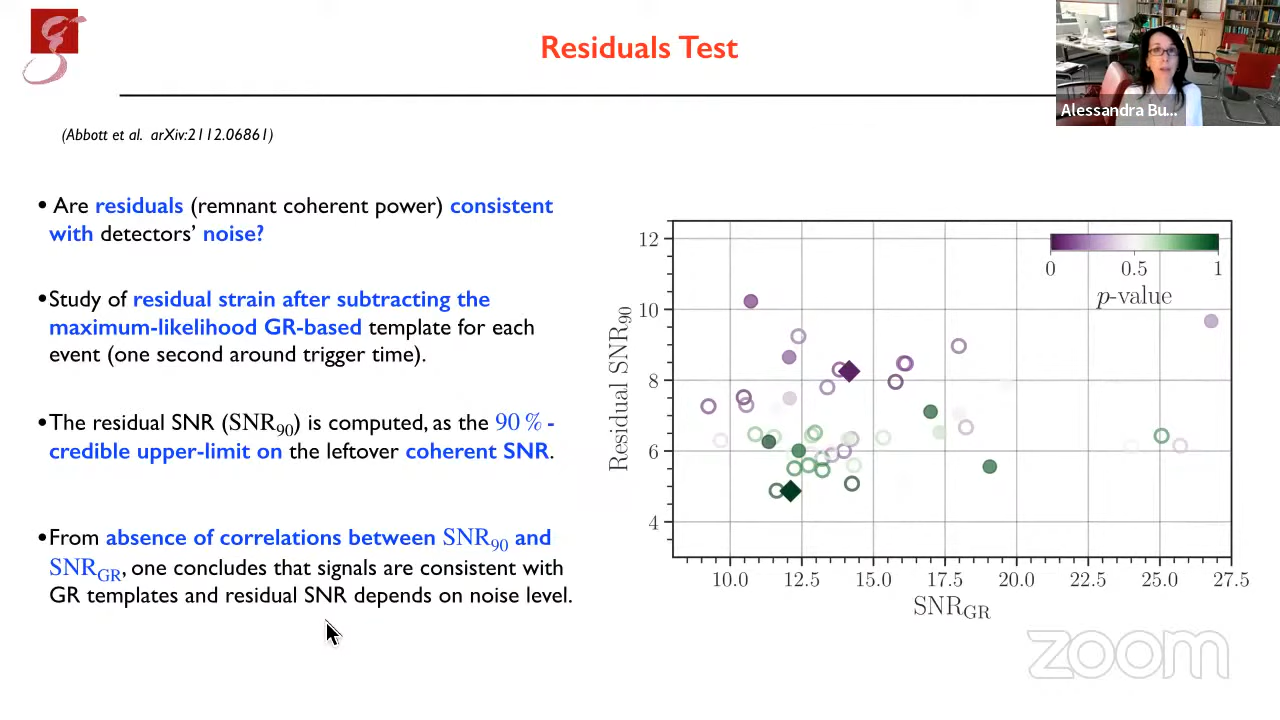 Residuals Test
Alessandra Bu...
(Abbott et al. arXiv:2112.06861)
• Are residuals (remnant coherent power) consistent
with detectors' noise?
•Study of residual strain after subtracting the
maximum-likelihood GR-based template for each
event (one second around trigger time).
•The residual SNR (SNR90) is computed, as the 90 % -
credible upper-limit on the leftover coherent SNR.
•From absence of correlations between SNR90 and
SNRGR, one concludes that signals are consistent with
GR templates and residual SNR depends on noise level.
12
10
8
6
4
Residual SNR90
0 0.5 1
p-value
10.0 12.5 15.0 17.5 20.0 22.5 25.0 27.5
SNRGR
zoom